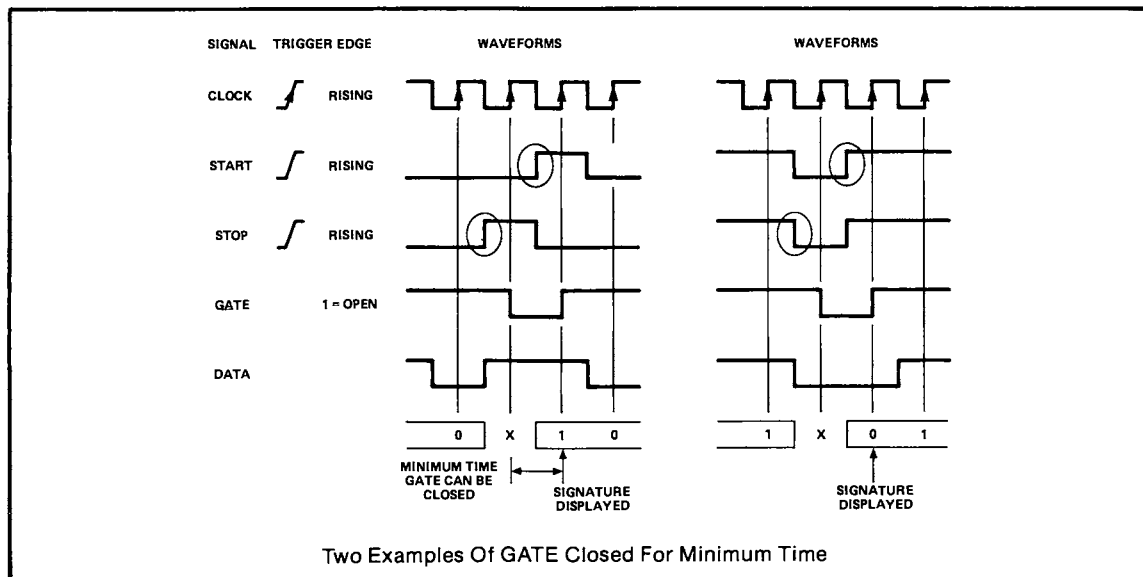 SIGNAL TRIGGER EDGE WAVEFORMS WAVEFORMS
CLOCK RISING
START RISING
STOP RISING
GATE 1 = OPEN
DATA
0 X 1 0 1 X 0 1
MINIMUM TIME
GATE CAN BE
CLOSED
SIGNATURE
DISPLAYED
SIGNATURE
DISPLAYED
Two Examples Of GATE Closed For Minimum Time